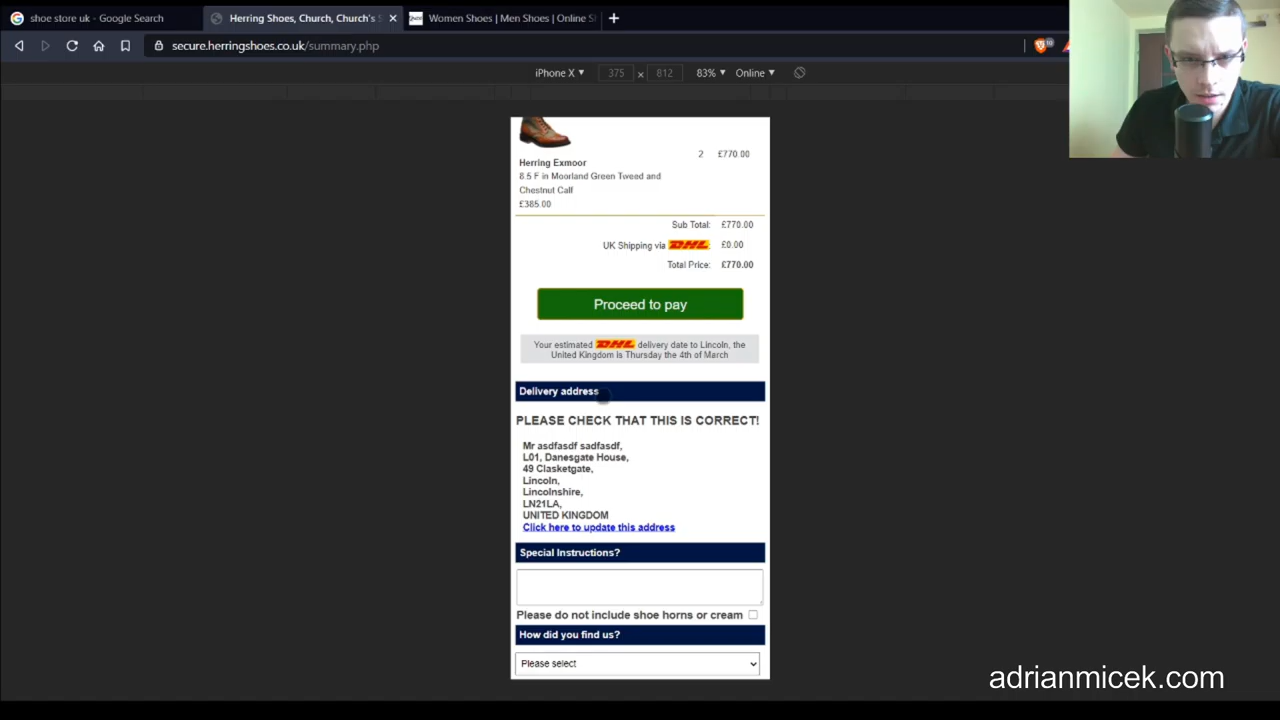 shoe store uk - Google Search
Herring Shoes, Church, Church's S
Women Shoes | Men Shoes | Online S
secure.herringshoes.co.uk/summary.php
iPhone X 375 x 812 83% Online
Herring Exmoor
2 £770.00
8.5 F in Moorland Green Tweed and
Chestnut Calf
£385.00
Sub Total: £770.00
UK Shipping via DHL: £0.00
Total Price: £770.00
Proceed to pay
Your estimated DHL delivery date to Lincoln, the
United Kingdom is Thursday the 4th of March
Delivery address
PLEASE CHECK THAT THIS IS CORRECT!
Mr asdfasdf sadfasdf,
L01, Danesgate House,
49 Clasketgate,
Lincoln,
Lincolnshire,
LN21LA,
UNITED KINGDOM
Click here to update this address
Special Instructions?
Please do not include shoe horns or cream
How did you find us?
Please select
adrianmicek.com